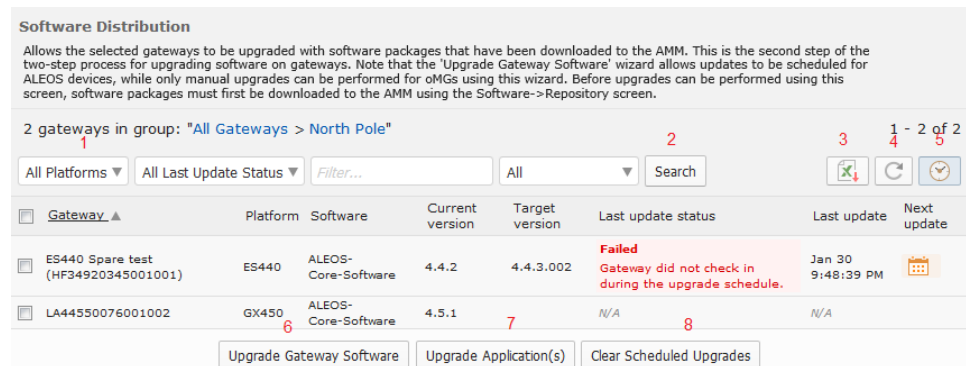 Software Distribution
Allows the selected gateways to be upgraded with software packages that have been downloaded to the AMM. This is the second step of the
two-step process for upgrading software on gateways. Note that the 'Upgrade Gateway Software' wizard allows updates to be scheduled for
ALEOS devices, while only manual upgrades can be performed for oMGs using this wizard. Before upgrades can be performed using this
screen, software packages must first be downloaded to the AMM using the Software->Repository screen.
2 gateways in group: "All Gateways > North Pole" 1 - 2 of 2
1 2 3 4 5
All Platforms ▼ All Last Update Status ▼ Filter... All ▼ Search
Gateway ▲ Platform Software Current version Target version Last update status Last update Next update
ES440 Spare test (HF34920345001001) ES440 ALEOS-Core-Software 4.4.2 4.4.3.002 Failed Gateway did not check in during the upgrade schedule. Jan 30 9:48:39 PM
LA44550076001002 GX450 ALEOS-Core-Software 4.5.1 N/A N/A
6 7 8
Upgrade Gateway Software Upgrade Application(s) Clear Scheduled Upgrades